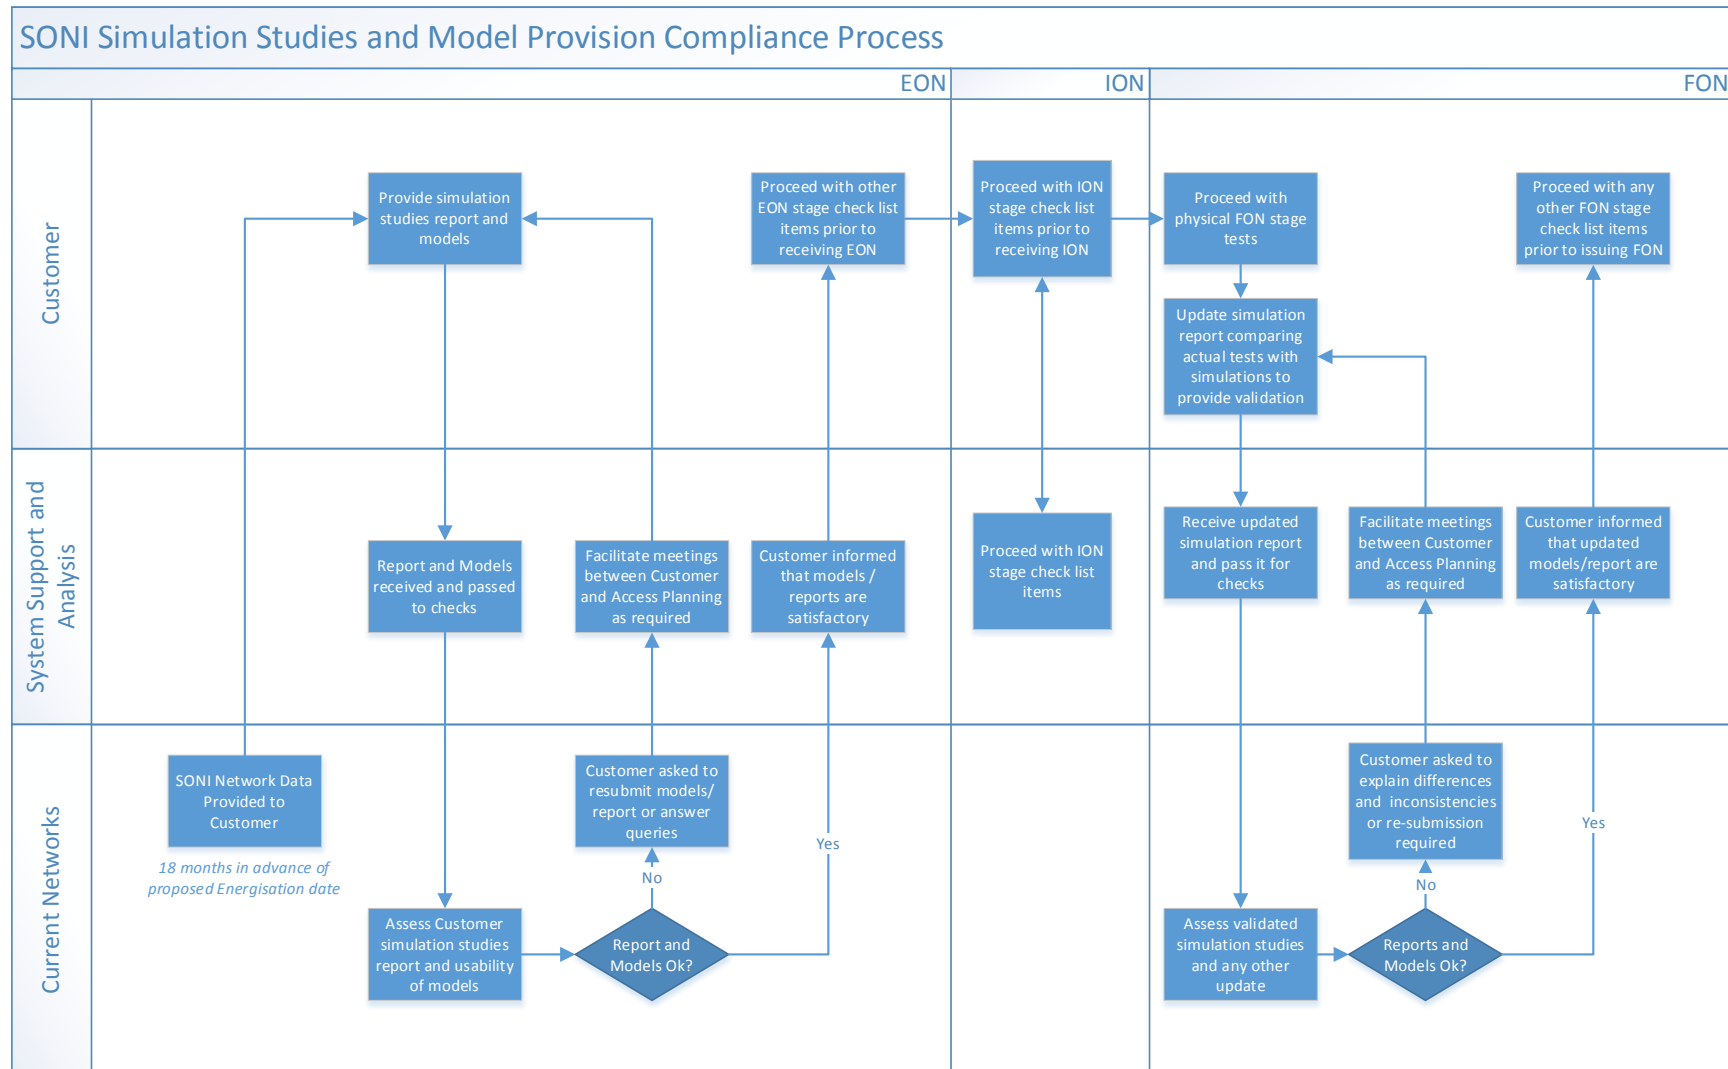 SONI Simulation Studies and Model Provision Compliance Process
EON
ION
FON
Customer
Provide simulation
studies report and
models
Proceed with other
EON stage check list
items prior to
receiving EON
Proceed with ION
stage check list
items prior to
receiving ION
Proceed with
physical FON stage
tests
Proceed with any
other FON stage
check list items
prior to issuing FON
Update simulation
report comparing
actual tests with
simulations to
provide validation
System Support and
Analysis
Report and Models
received and passed
to checks
Facilitate meetings
between Customer
and Access Planning
as required
Customer informed
that models /
reports are
satisfactory
Proceed with ION
stage check list
items
Receive updated
simulation report
and pass it for
checks
Facilitate meetings
between Customer
and Access Planning
as required
Customer informed
that updated
models/report are
satisfactory
Current Networks
SONI Network Data
Provided to
Customer
18 months in advance of
proposed Energisation date
Customer asked to
resubmit models/
report or answer
queries
Yes
No
Assess Customer
simulation studies
report and usability
of models
Report and
Models Ok?
Customer asked to
explain differences
and inconsistencies
or re-submission
required
Yes
No
Assess validated
simulation studies
and any other
update
Reports and
Models Ok?